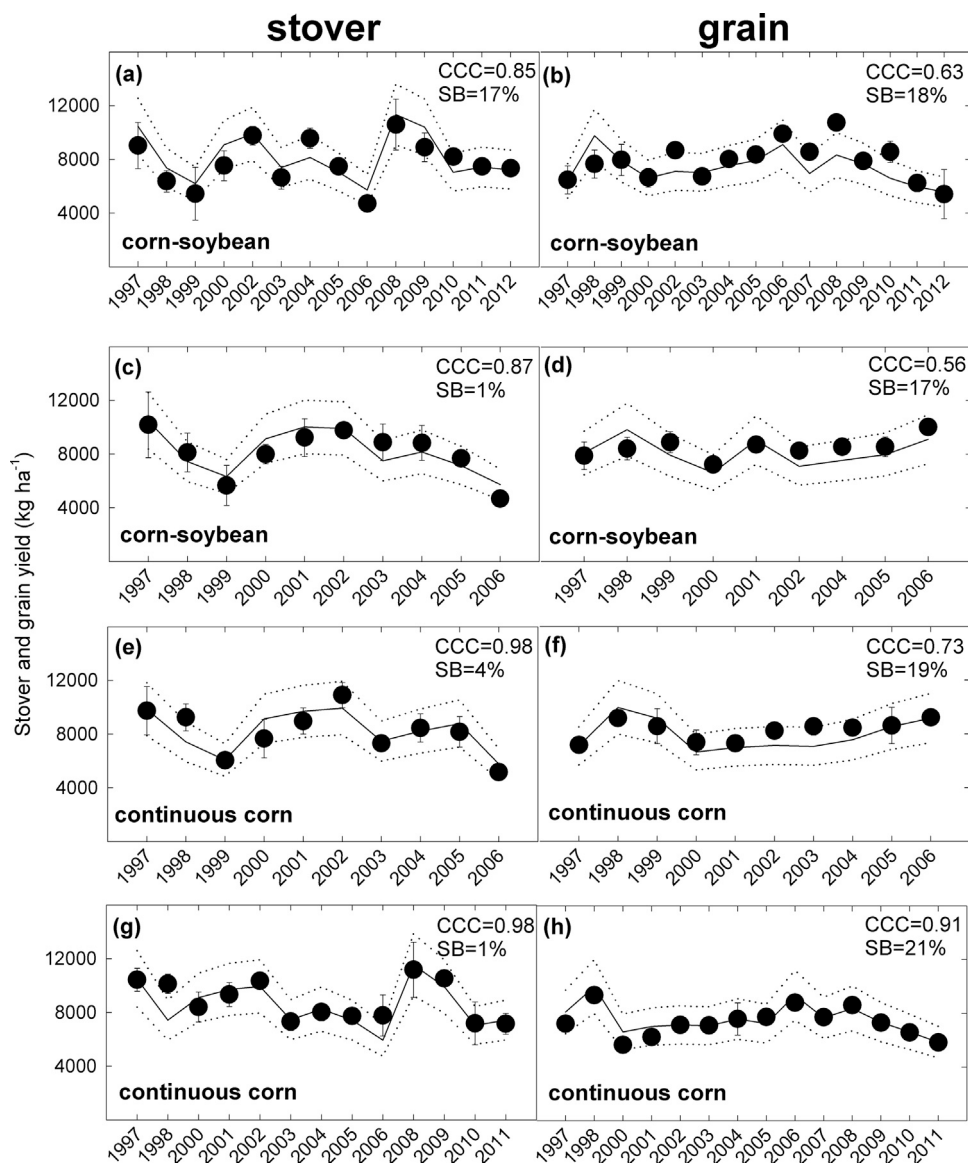 stover grain
(a) CCC=0.85
SB=17%
12000
8000
4000
corn-soybean
1997 1998 1999 2000 2002 2003 2004 2005 2006 2008 2009 2010 2011 2012
(b) CCC=0.63
SB=18%
corn-soybean
1997 1998 1999 2000 2002 2003 2004 2005 2006 2007 2008 2009 2010 2011 2012
(c) CCC=0.87
SB=1%
12000
8000
4000
corn-soybean
1997 1998 1999 2000 2001 2002 2003 2004 2005 2006
(d) CCC=0.56
SB=17%
corn-soybean
1997 1998 1999 2000 2001 2002 2003 2004 2005 2006
Stover and grain yield (kg ha⁻¹)
(e) CCC=0.98
SB=4%
12000
8000
4000
continuous corn
1997 1998 1999 2000 2001 2002 2003 2004 2005 2006
(f) CCC=0.73
SB=19%
continuous corn
1997 1998 1999 2000 2001 2002 2003 2004 2005 2006
(g) CCC=0.98
SB=1%
12000
8000
4000
continuous corn
1997 1998 2000 2001 2002 2003 2004 2005 2006 2008 2009 2010 2011
(h) CCC=0.91
SB=21%
continuous corn
1997 1998 2000 2001 2002 2003 2004 2005 2006 2007 2008 2009 2010 2011